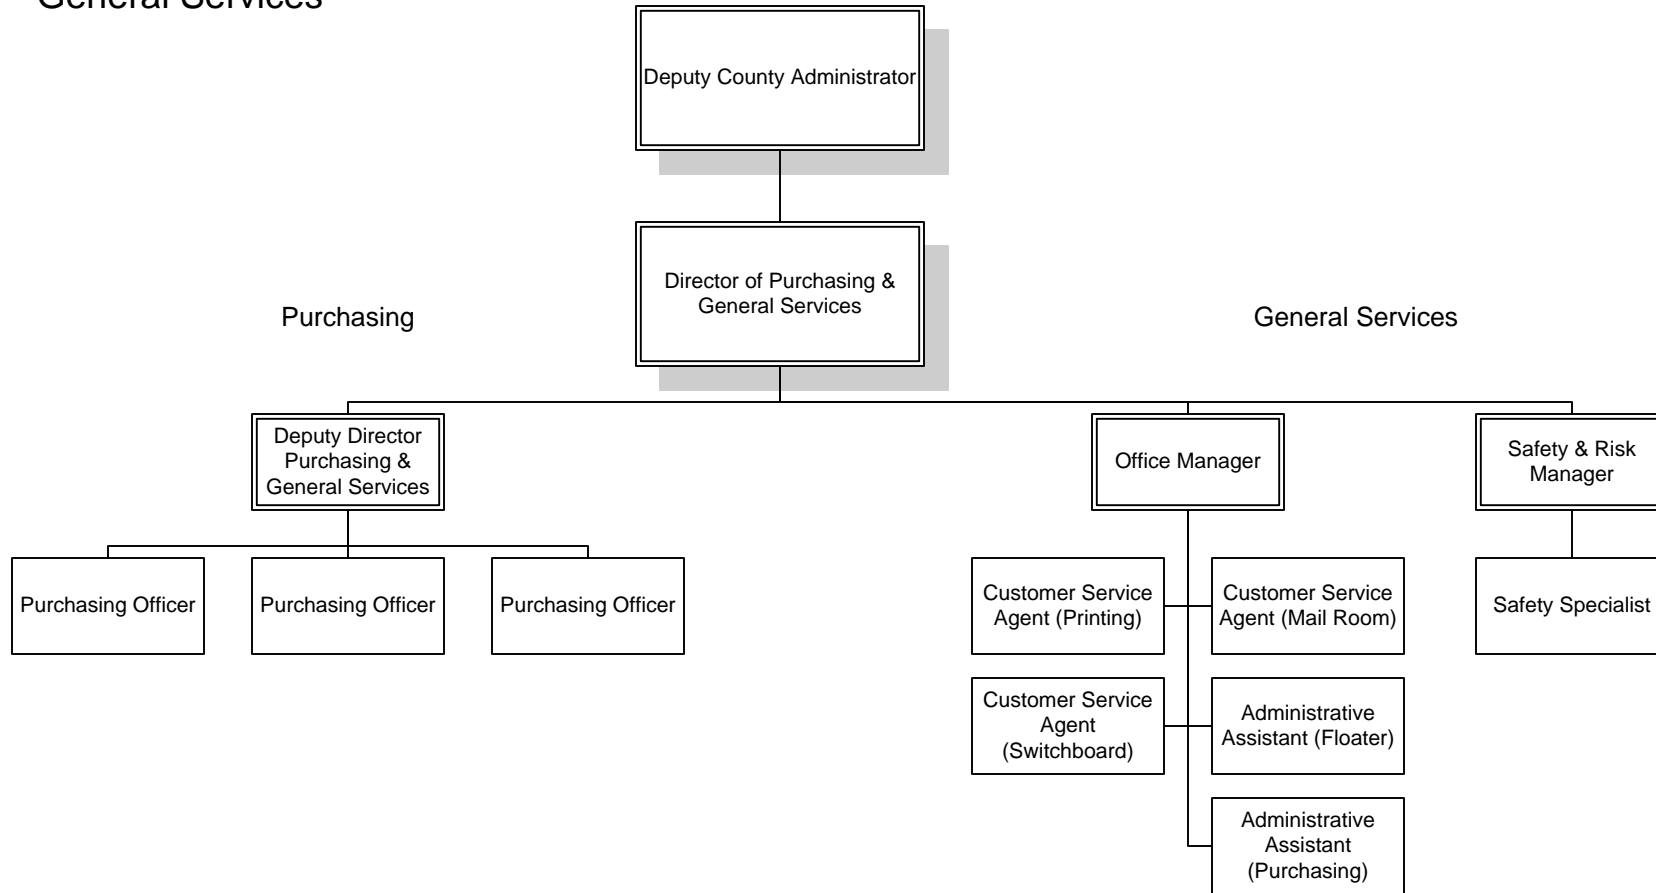 General Services
Deputy County Administrator
Director of Purchasing &
General Services
Purchasing
General Services
Deputy Director
Purchasing &
General Services
Office Manager
Safety & Risk
Manager
Purchasing Officer
Purchasing Officer
Purchasing Officer
Customer Service
Agent (Printing)
Customer Service
Agent (Mail Room)
Safety Specialist
Customer Service
Agent
(Switchboard)
Administrative
Assistant (Floater)
Administrative
Assistant
(Purchasing)